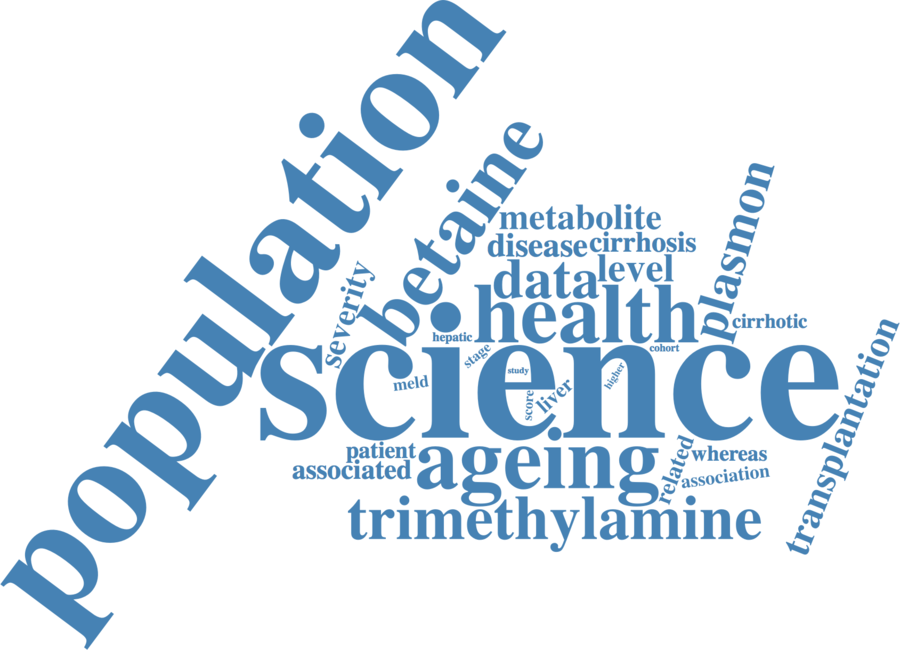 population
betaine
severity
metabolite
disease
cirrhosis
data
level
health
plasmon
cirrhotic
science
hepatic
stage
cohort
meld
study
score
liver
higher
transplantation
patient
associated
ageing
related
whereas
association
trimethylamine